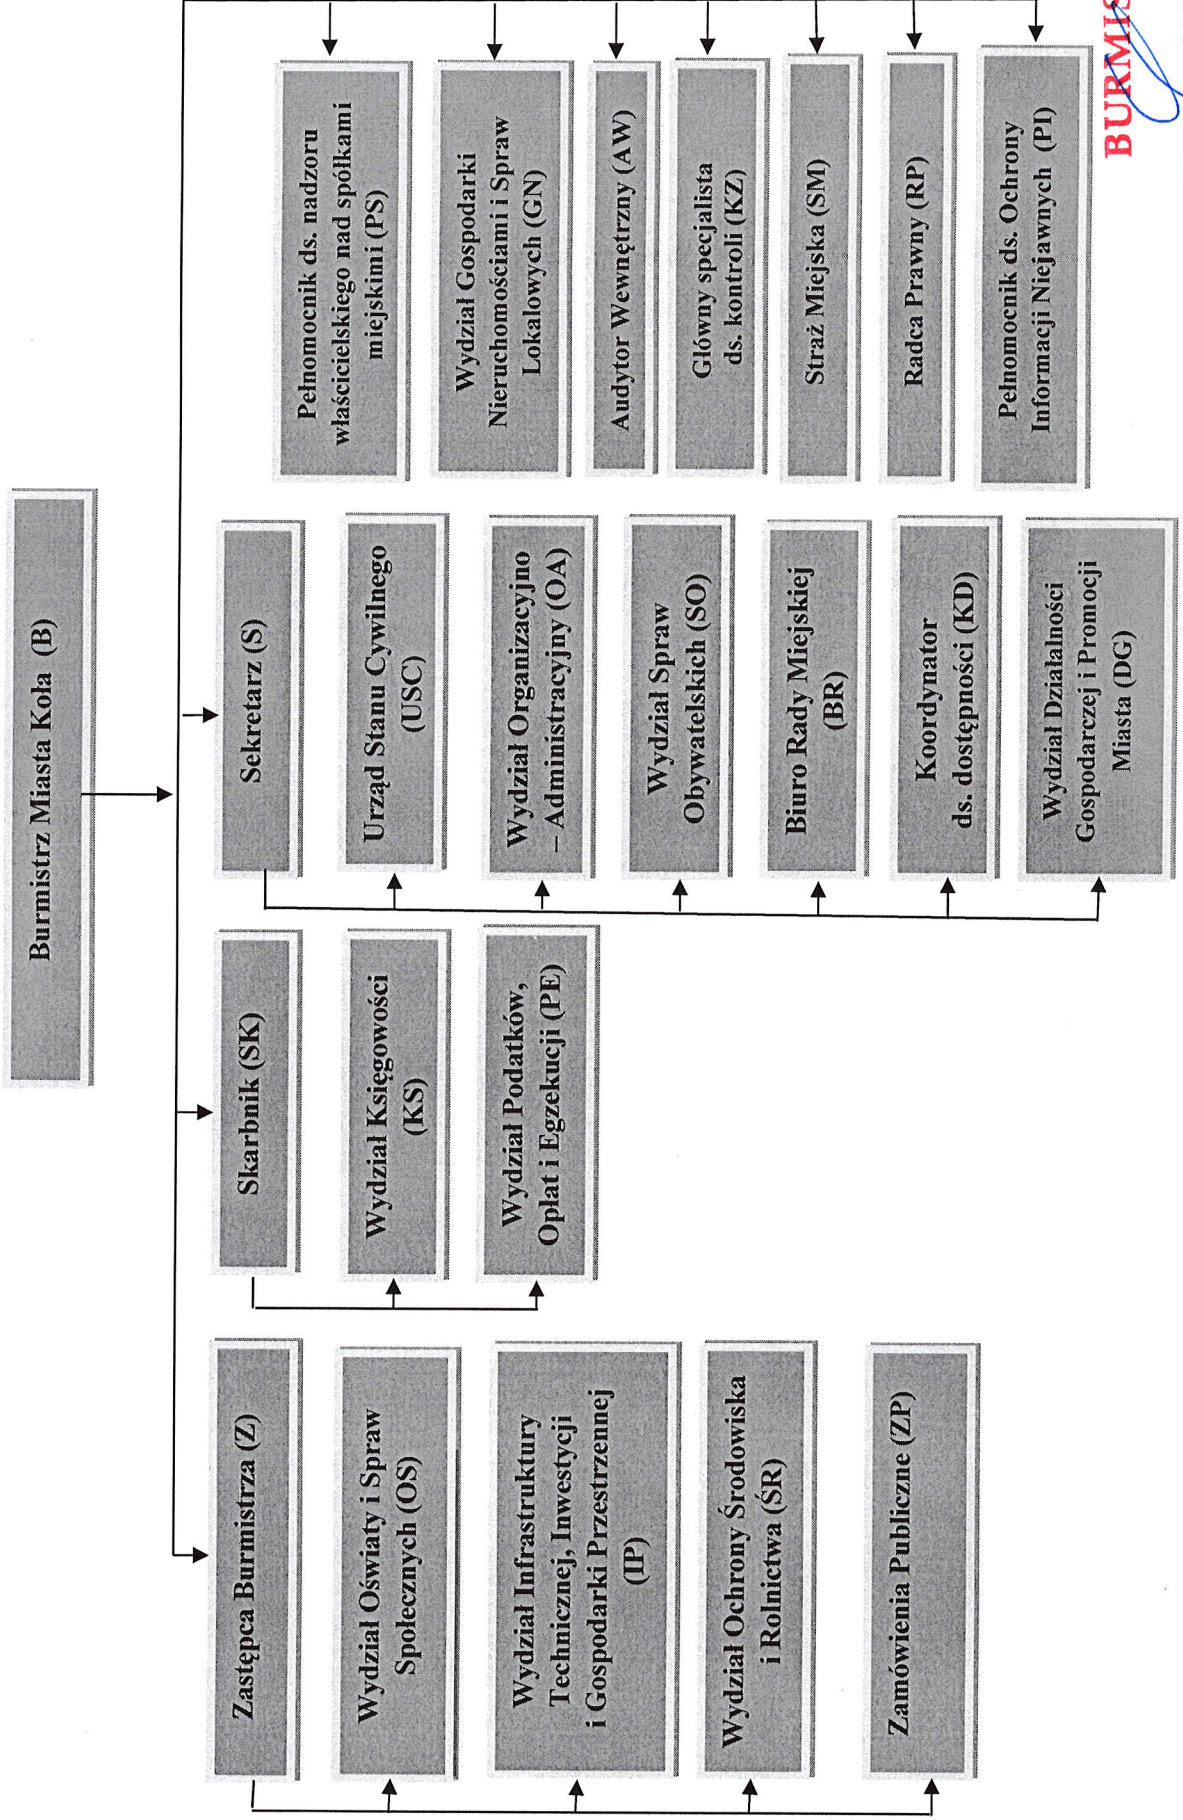 Burmistrz Miasta Koła (B)
Zastępca Burmistrza (Z)
Wydział Oświaty i Spraw
Społecznych (OS)
Wydział Infrastruktury
Technicznej, Inwestycji
i Gospodarki Przestrzennej
(IP)
Wydział Ochrony Środowiska
i Rolnictwa (ŚR)
Zamówienia Publiczne (ZP)
Skarbnik (SK)
Wydział Księgowości
(KS)
Wydział Podatków,
Opłat i Egzekucji (PE)
Sekretarz (S)
Urząd Stanu Cywilnego
(USC)
Wydział Organizacyjno
– Administracyjny (OA)
Wydział Spraw
Obywatelskich (SO)
Biuro Rady Miejskiej
(BR)
Koordynator
ds. dostępności (KD)
Wydział Działalności
Gospodarczej i Promocji
Miasta (DG)
Pełnomocnik ds. nadzoru
właścicielskiego nad spółkami
miejskimi (PS)
Wydział Gospodarki
Nieruchomościami i Spraw
Lokalowych (GN)
Audytor Wewnętrzny (AW)
Główny specjalista
ds. kontroli (KZ)
Straż Miejska (SM)
Radca Prawny (RP)
Pełnomocnik ds. Ochrony
Informacji Niejawnych (PI)
BURMIS